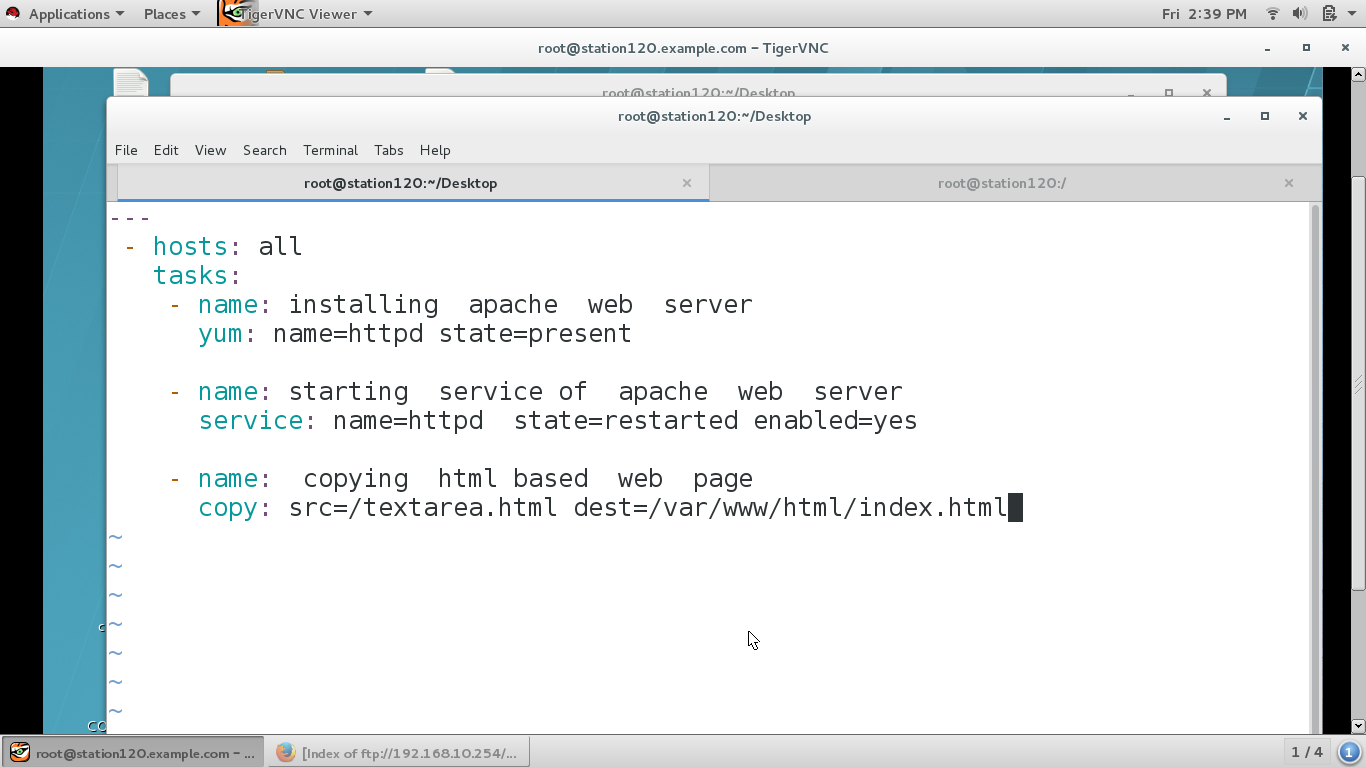 Applications Places TigerVNC Viewer Fri 2:39 PM
root@station120.example.com - TigerVNC
root@station120:~/Desktop
root@station120:~/Desktop
File Edit View Search Terminal Tabs Help
root@station120:~/Desktop root@station120:/
---
- hosts: all
tasks:
- name: installing apache web server
yum: name=httpd state=present
- name: starting service of apache web server
service: name=httpd state=restarted enabled=yes
- name: copying html based web page
copy: src=/textarea.html dest=/var/www/html/index.html
~
~
~
~
~
~
~
root@station120.example.com - ... [Index of ftp://192.168.10.254/... 1 / 4 1